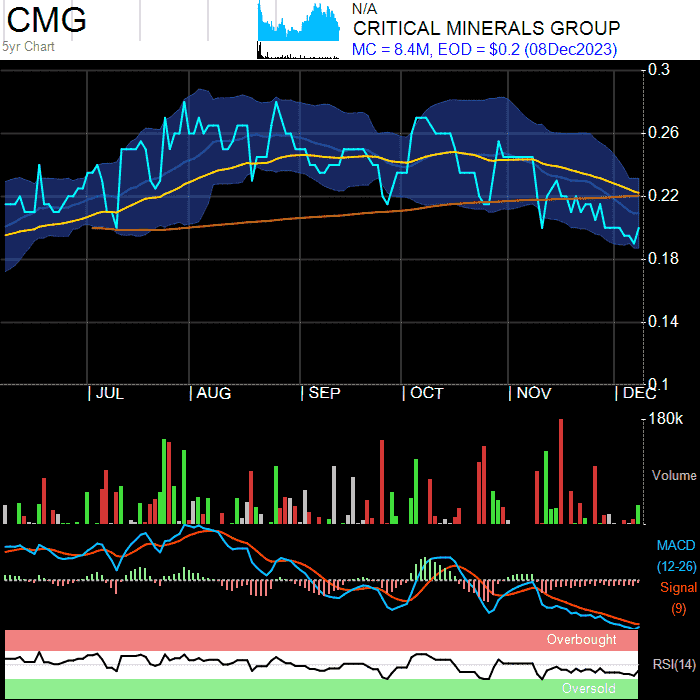 CMG
5yr Chart
N/A
CRITICAL MINERALS GROUP
MC = 8.4M, EOD = $0.2 (08Dec2023)
0.3
0.26
0.22
0.18
0.14
0.1
JUL AUG SEP OCT NOV DEC
180k
Volume
MACD
(12-26)
Signal
(9)
Overbought
RSI(14)
Oversold